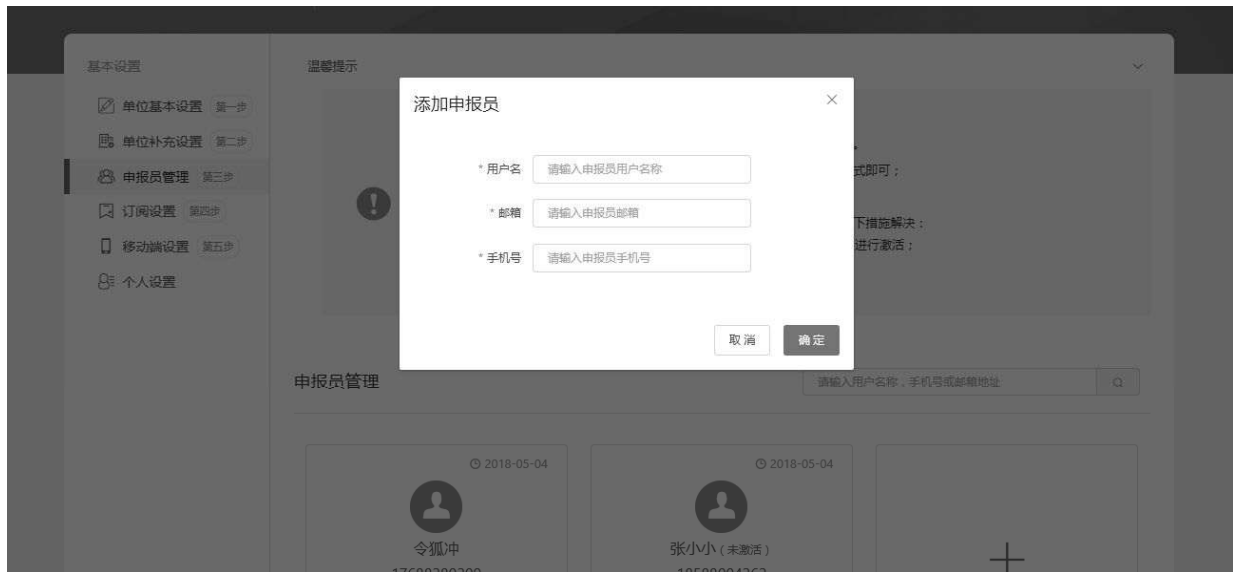 基本设置
单位基本设置 第一步
单位补充设置 第二步
申报员管理 第三步
订阅设置 第四步
移动端设置 第五步
个人设置
温馨提示
式即可；
下措施解决：
进行激活；
添加申报员
* 用户名 请输入申报员用户名称
* 邮箱 请输入申报员邮箱
* 手机号 请输入申报员手机号
取消 确定
申报员管理
请输入用户名称，手机号或邮箱地址
2018-05-04
令狐冲
2018-05-04
张小小（未激活）